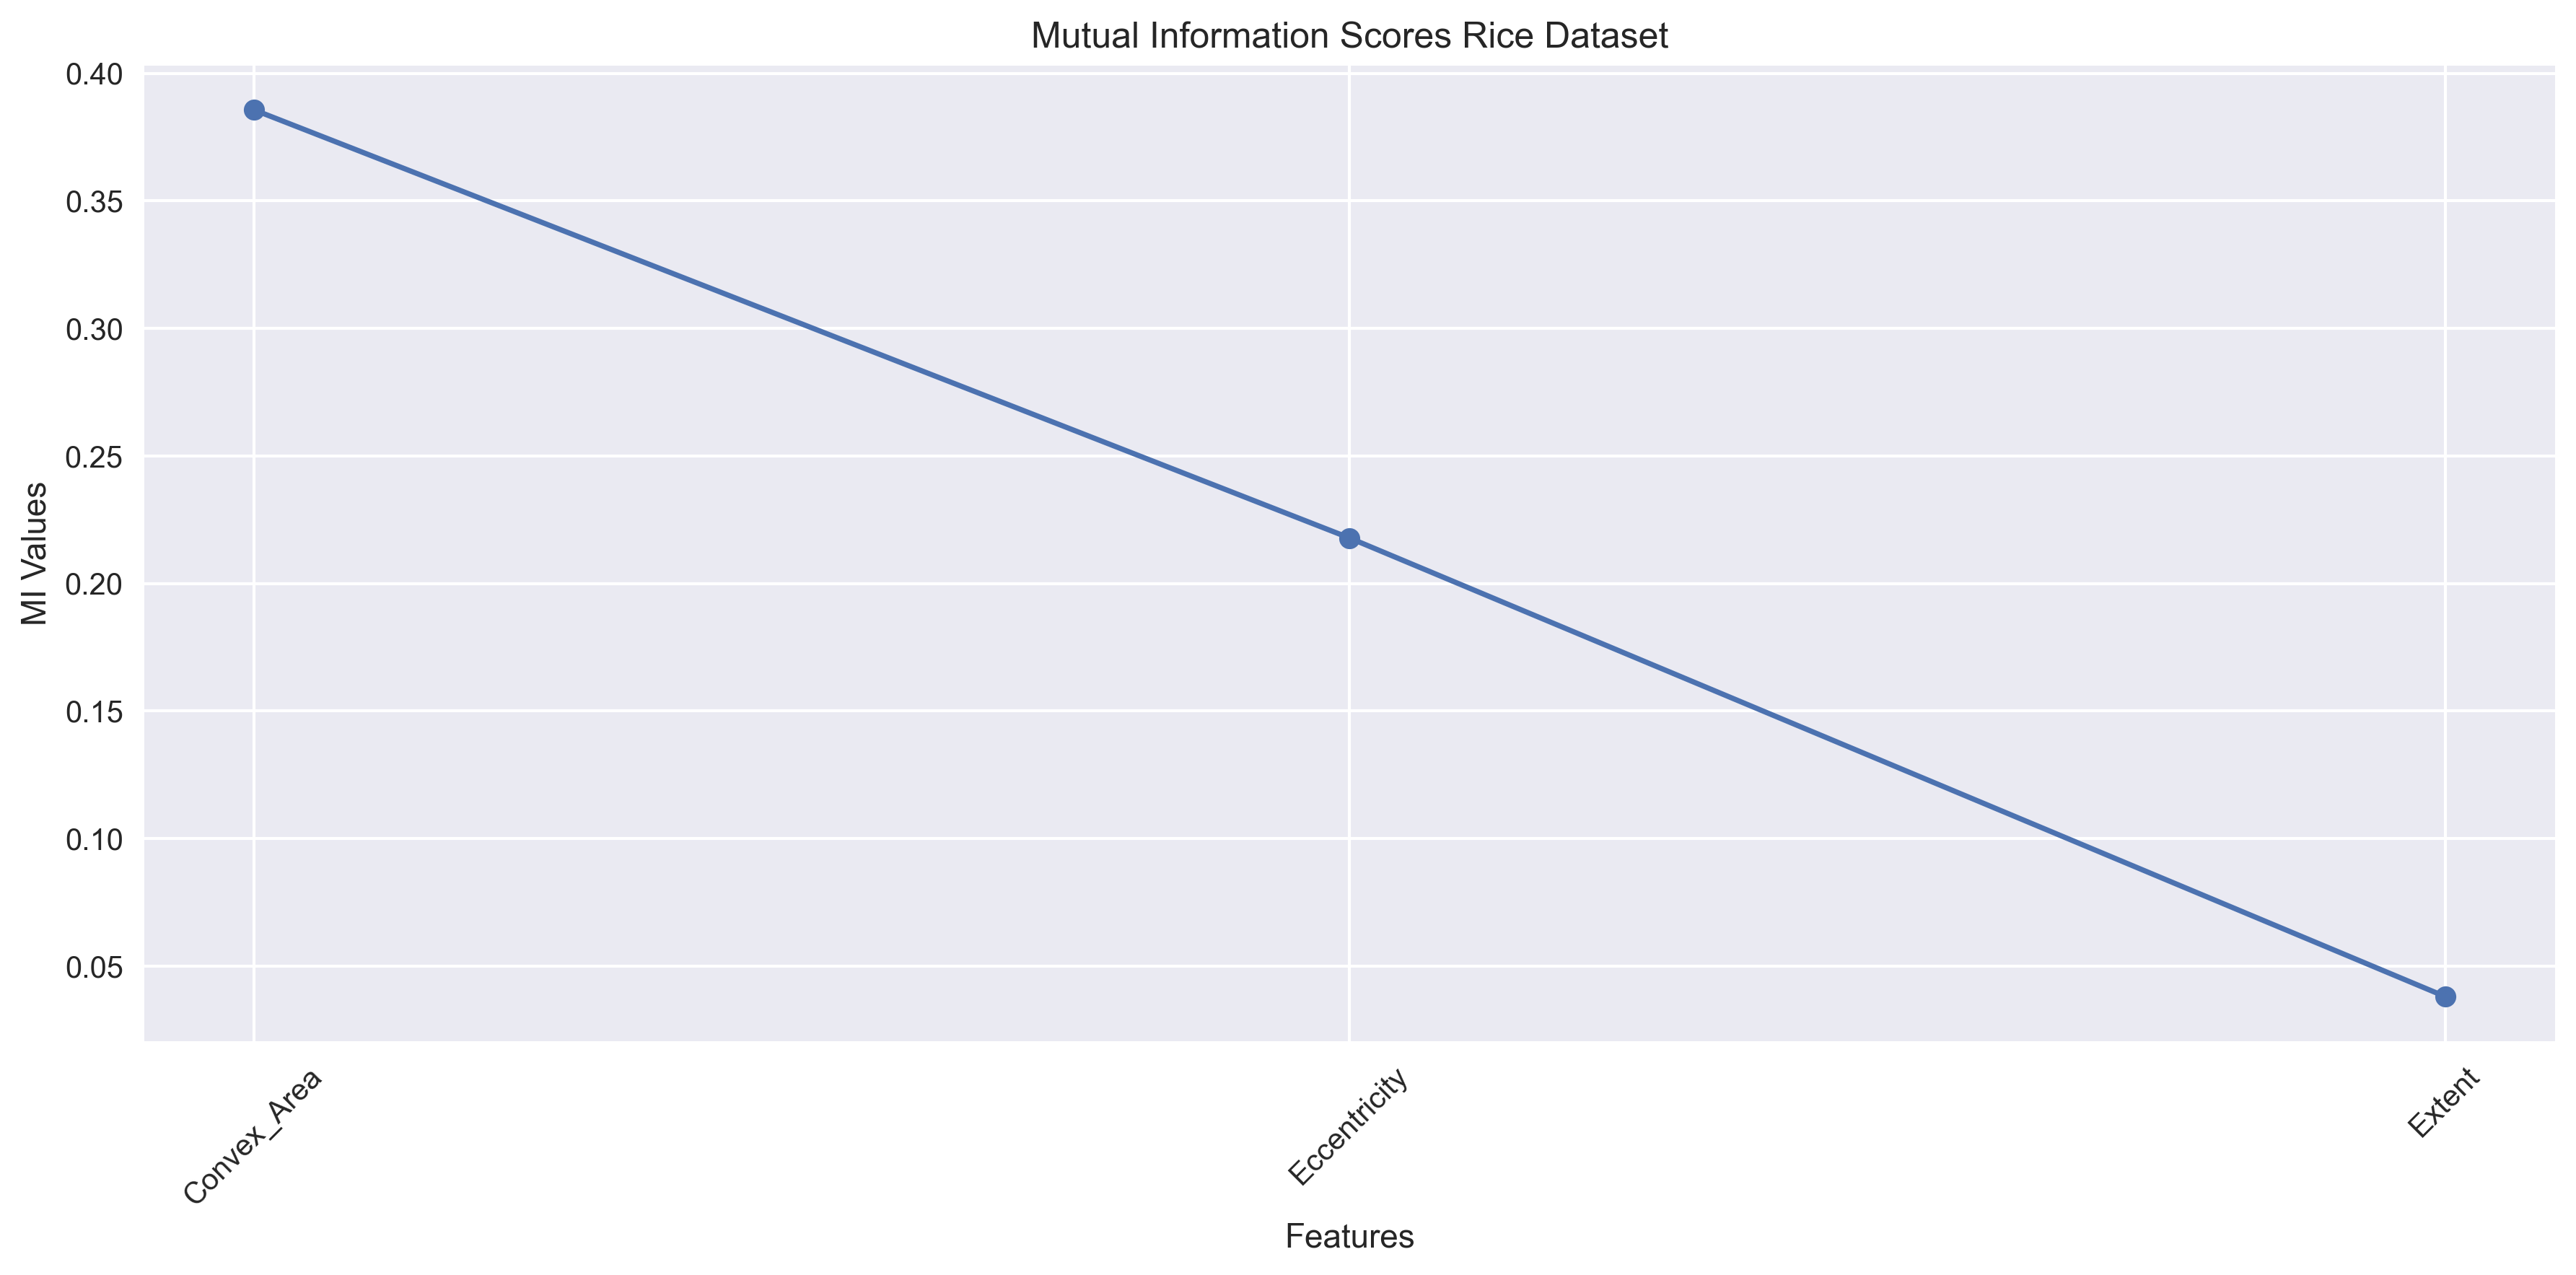 Mutual Information Scores Rice Dataset
0.40
0.35
0.30
0.25
0.20
0.15
0.10
0.05
MI Values
Convex_Area
Eccentricity
Extent
Features